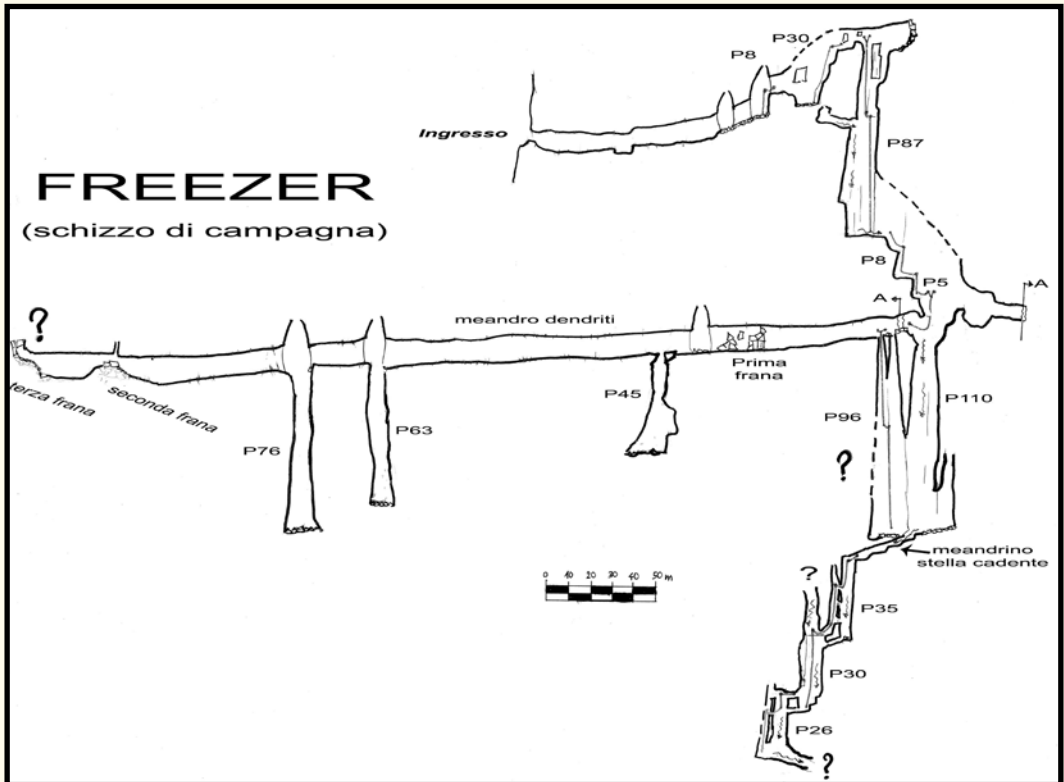 P30
P8
Ingresso
P87
FREEZER
(schizzo di campagna)
P8
P5
A
A
?
meandro dendriti
Prima
frana
terza frana
seconda frana
P45
P96
P110
P76
P63
?
meandrino
stella cadente
0 10 20 30 40 50 m
?
P35
P30
P26
?